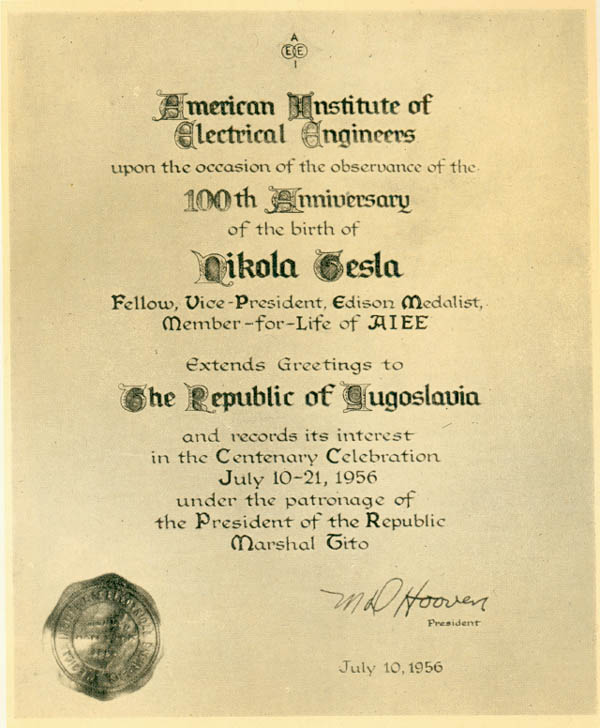 A
E E
I
American Institute of
Electrical Engineers
upon the occasion of the observance of the
100th Anniversary
of the birth of
Nikola Tesla
Fellow, Vice-President, Edison Medalist,
Member-for-Life of AIEE
Extends Greetings to
The Republic of Yugoslavia
and records its interest
in the Centenary Celebration
July 10-21, 1956
under the patronage of
the President of the Republic
Marshal Tito
M D Hooven
President
July 10, 1956